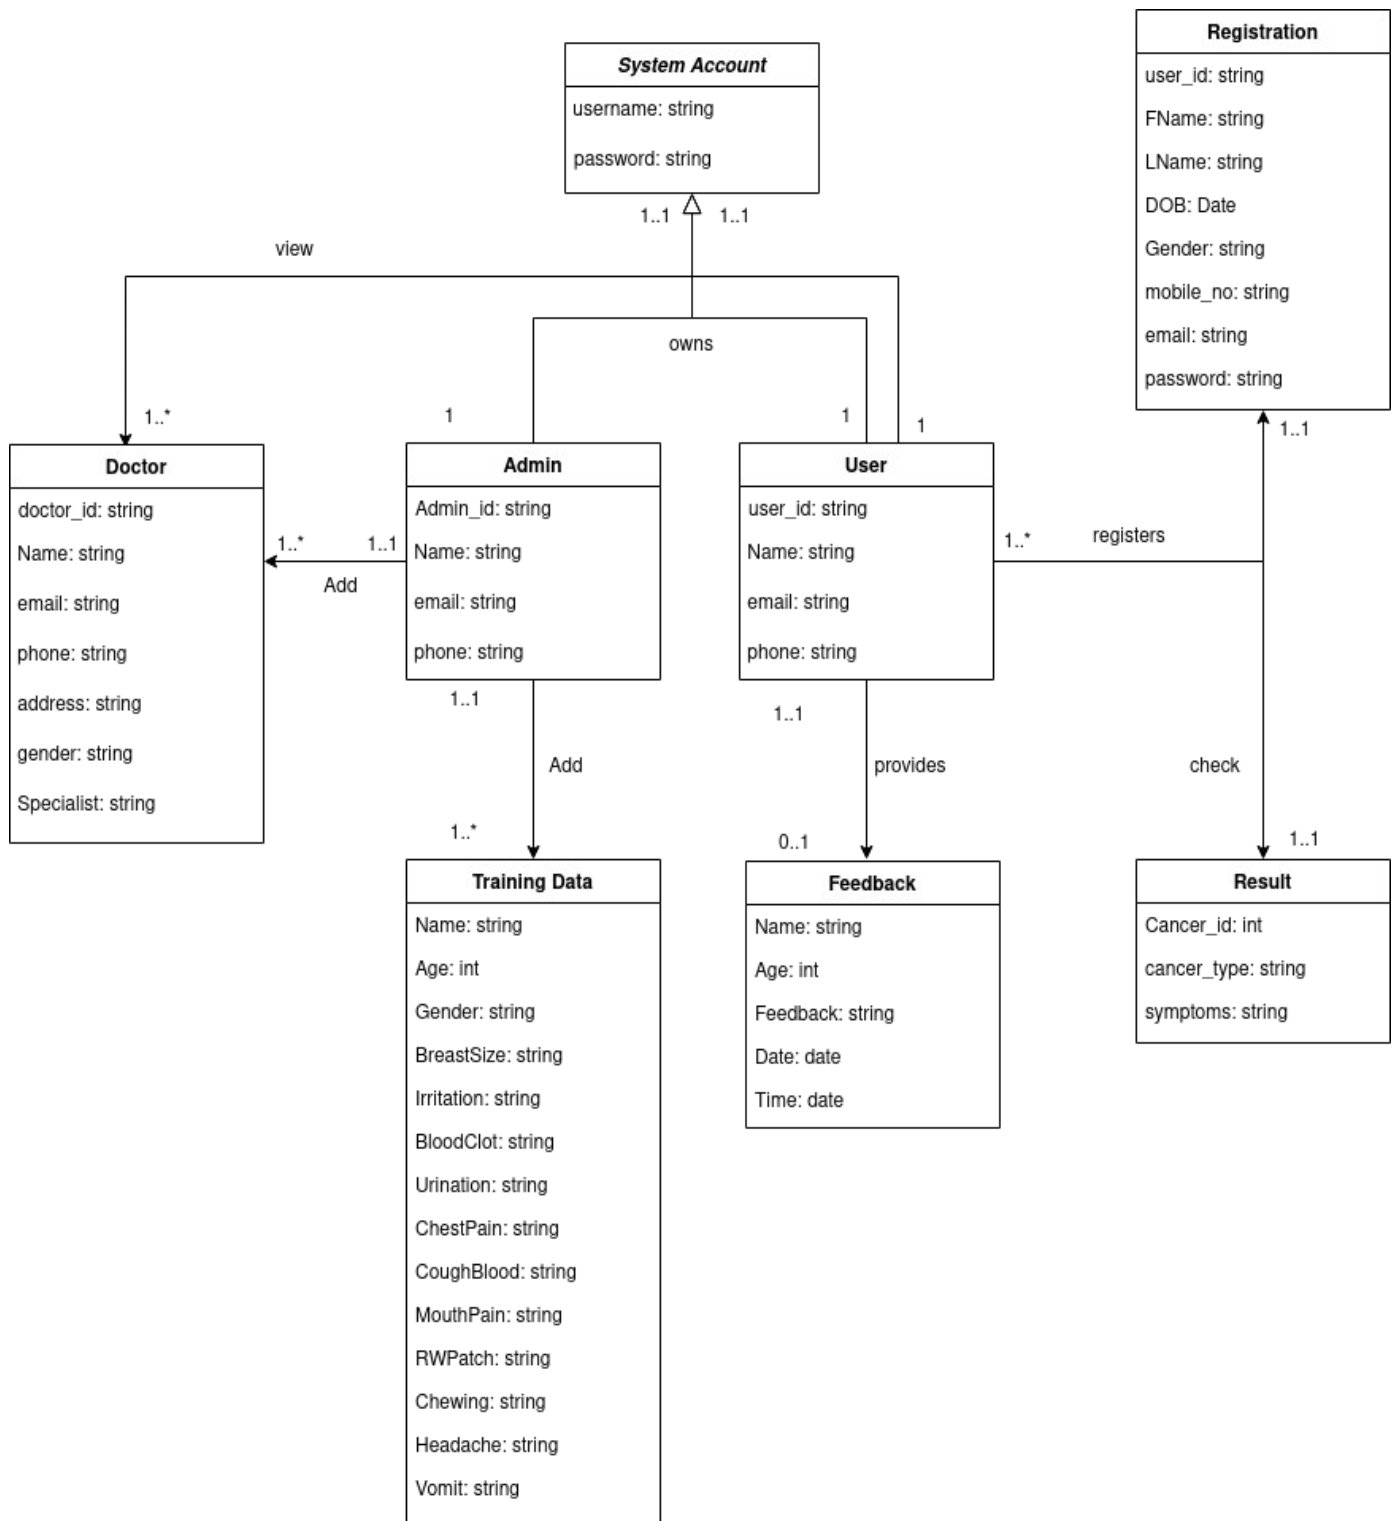 System Account
username: string
password: string
1..1
1..1
Registration
user_id: string
FName: string
LName: string
DOB: Date
Gender: string
mobile_no: string
email: string
password: string
1..1
view
owns
1..*
1
1
1
Doctor
doctor_id: string
Name: string
email: string
phone: string
address: string
gender: string
Specialist: string
1..*
1..1
Add
Admin
Admin_id: string
Name: string
email: string
phone: string
User
user_id: string
Name: string
email: string
phone: string
1..*
registers
1..1
Add
1..*
1..1
provides
0..1
check
1..1
Training Data
Name: string
Age: int
Gender: string
BreastSize: string
Irritation: string
BloodClot: string
Urination: string
ChestPain: string
CoughBlood: string
MouthPain: string
RWPatch: string
Chewing: string
Headache: string
Vomit: string
Feedback
Name: string
Age: int
Feedback: string
Date: date
Time: date
Result
Cancer_id: int
cancer_type: string
symptoms: string